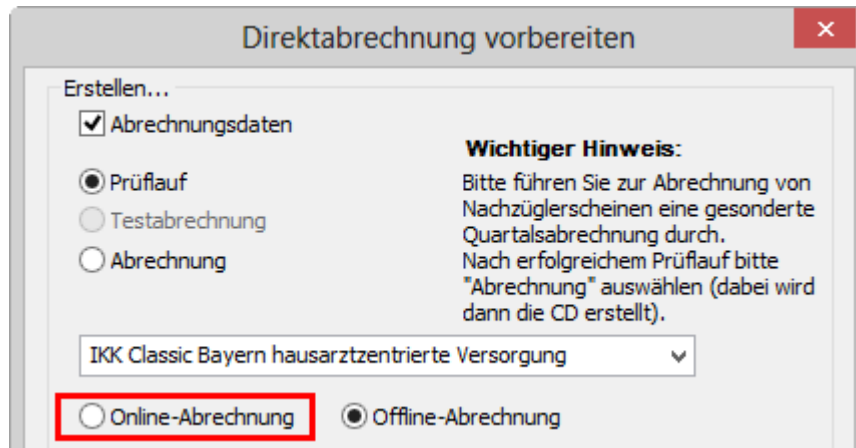 Direktabrechnung vorbereiten
Erstellen...
Abrechnungsdaten
Prüflauf
Testabrechnung
Abrechnung
Wichtiger Hinweis:
Bitte führen Sie zur Abrechnung von
Nachzüglerscheinen eine gesonderte
Quartalsabrechnung durch.
Nach erfolgreichem Prüflauf bitte
"Abrechnung" auswählen (dabei wird
dann die CD erstellt).
IKK Classic Bayern hausarztzentrierte Versorgung
Online-Abrechnung Offline-Abrechnung